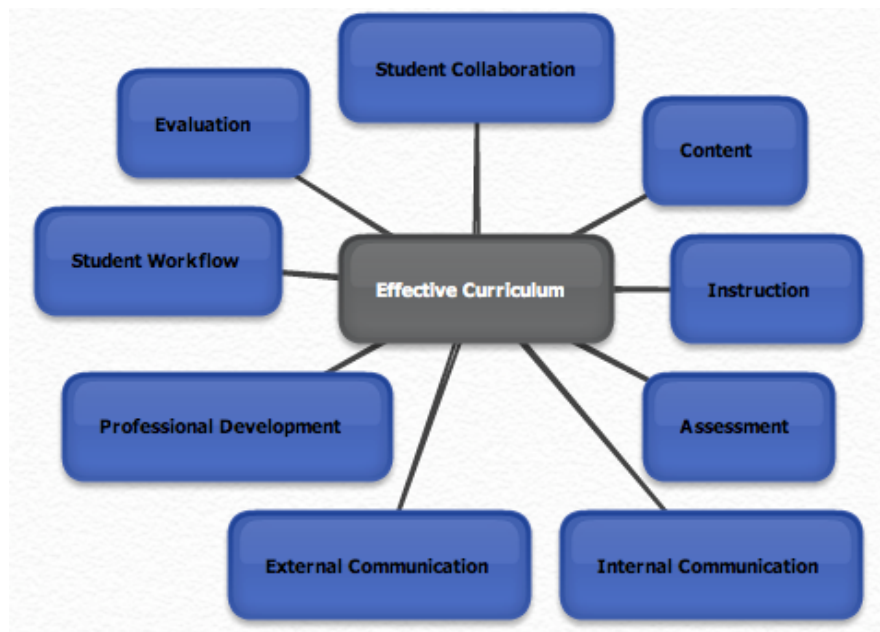 Student Collaboration
Evaluation
Content
Student Workflow
Effective Curriculum
Instruction
Professional Development
Assessment
External Communication
Internal Communication